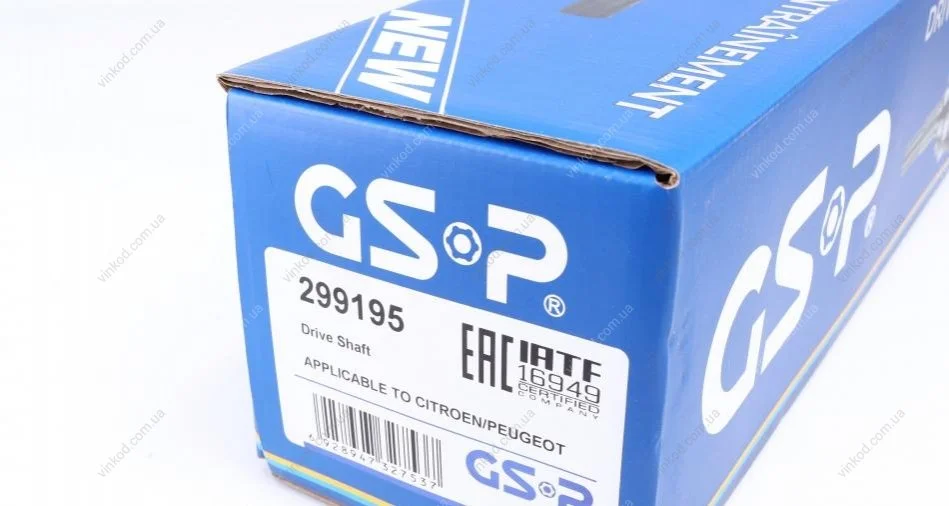 NEW
ENTRAÎNEMENT
GSP®
299195
Drive Shaft
APPLICABLE TO CITROEN/PEUGEOT
EAC
IATF
16949
CERTIFIED
COMPANY
6928947327537
GSP
GSP
vinkod.com.ua